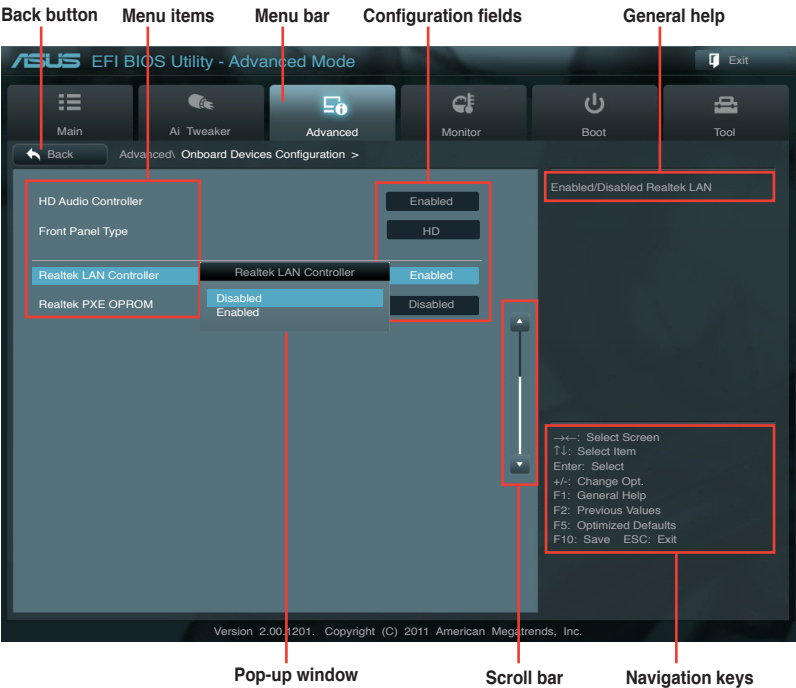 Back button Menu items Menu bar Configuration fields General help
ASUS EFI BIOS Utility - Advanced Mode Exit
Main Ai Tweaker Advanced Monitor Boot Tool
Back Advanced\ Onboard Devices Configuration >
Enabled/Disabled Realtek LAN
HD Audio Controller Enabled
Front Panel Type HD
Realtek LAN Controller Realtek LAN Controller Enabled
Realtek PXE OPROM Disabled Disabled
Enabled
→←: Select Screen
↑↓: Select Item
Enter: Select
+/-: Change Opt.
F1: General Help
F2: Previous Values
F5: Optimized Defaults
F10: Save ESC: Exit
Version 2.00.1201. Copyright (C) 2011 American Megatrends, Inc.
Pop-up window Scroll bar Navigation keys